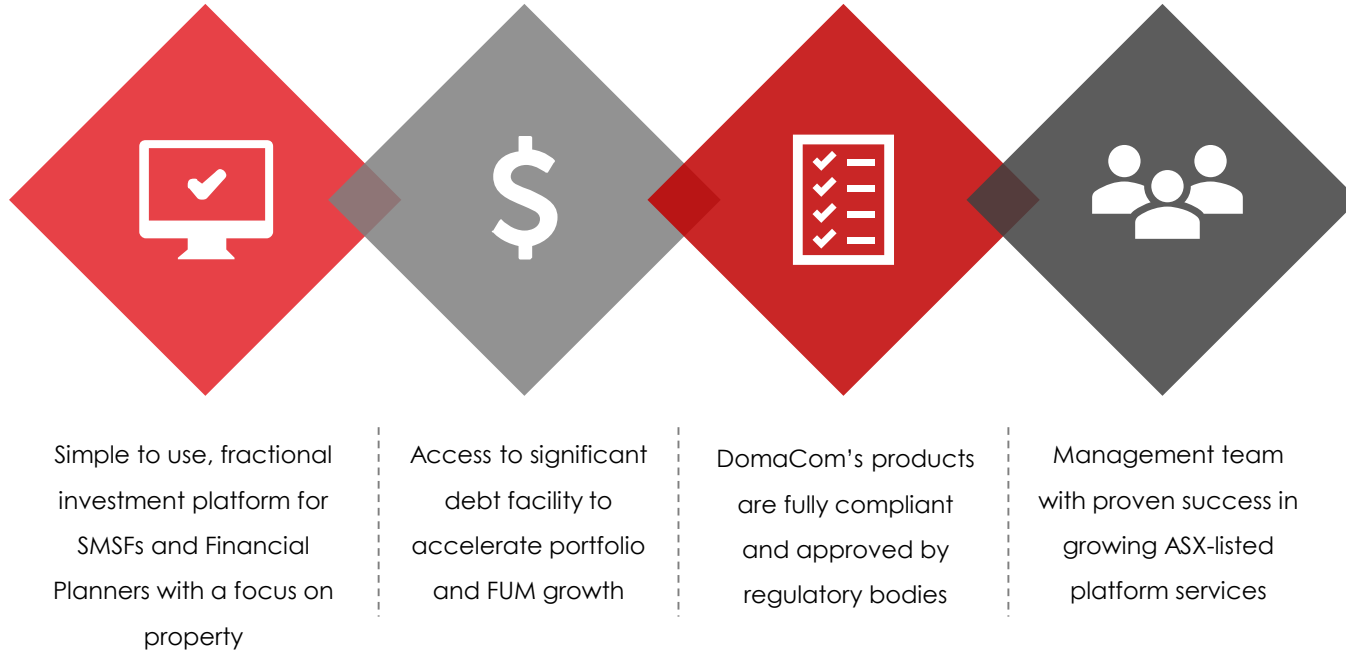 Simple to use, fractional
investment platform for
SMSFs and Financial
Planners with a focus on
property
Access to significant
debt facility to
accelerate portfolio
and FUM growth
DomaCom’s products
are fully compliant
and approved by
regulatory bodies
Management team
with proven success in
growing ASX-listed
platform services